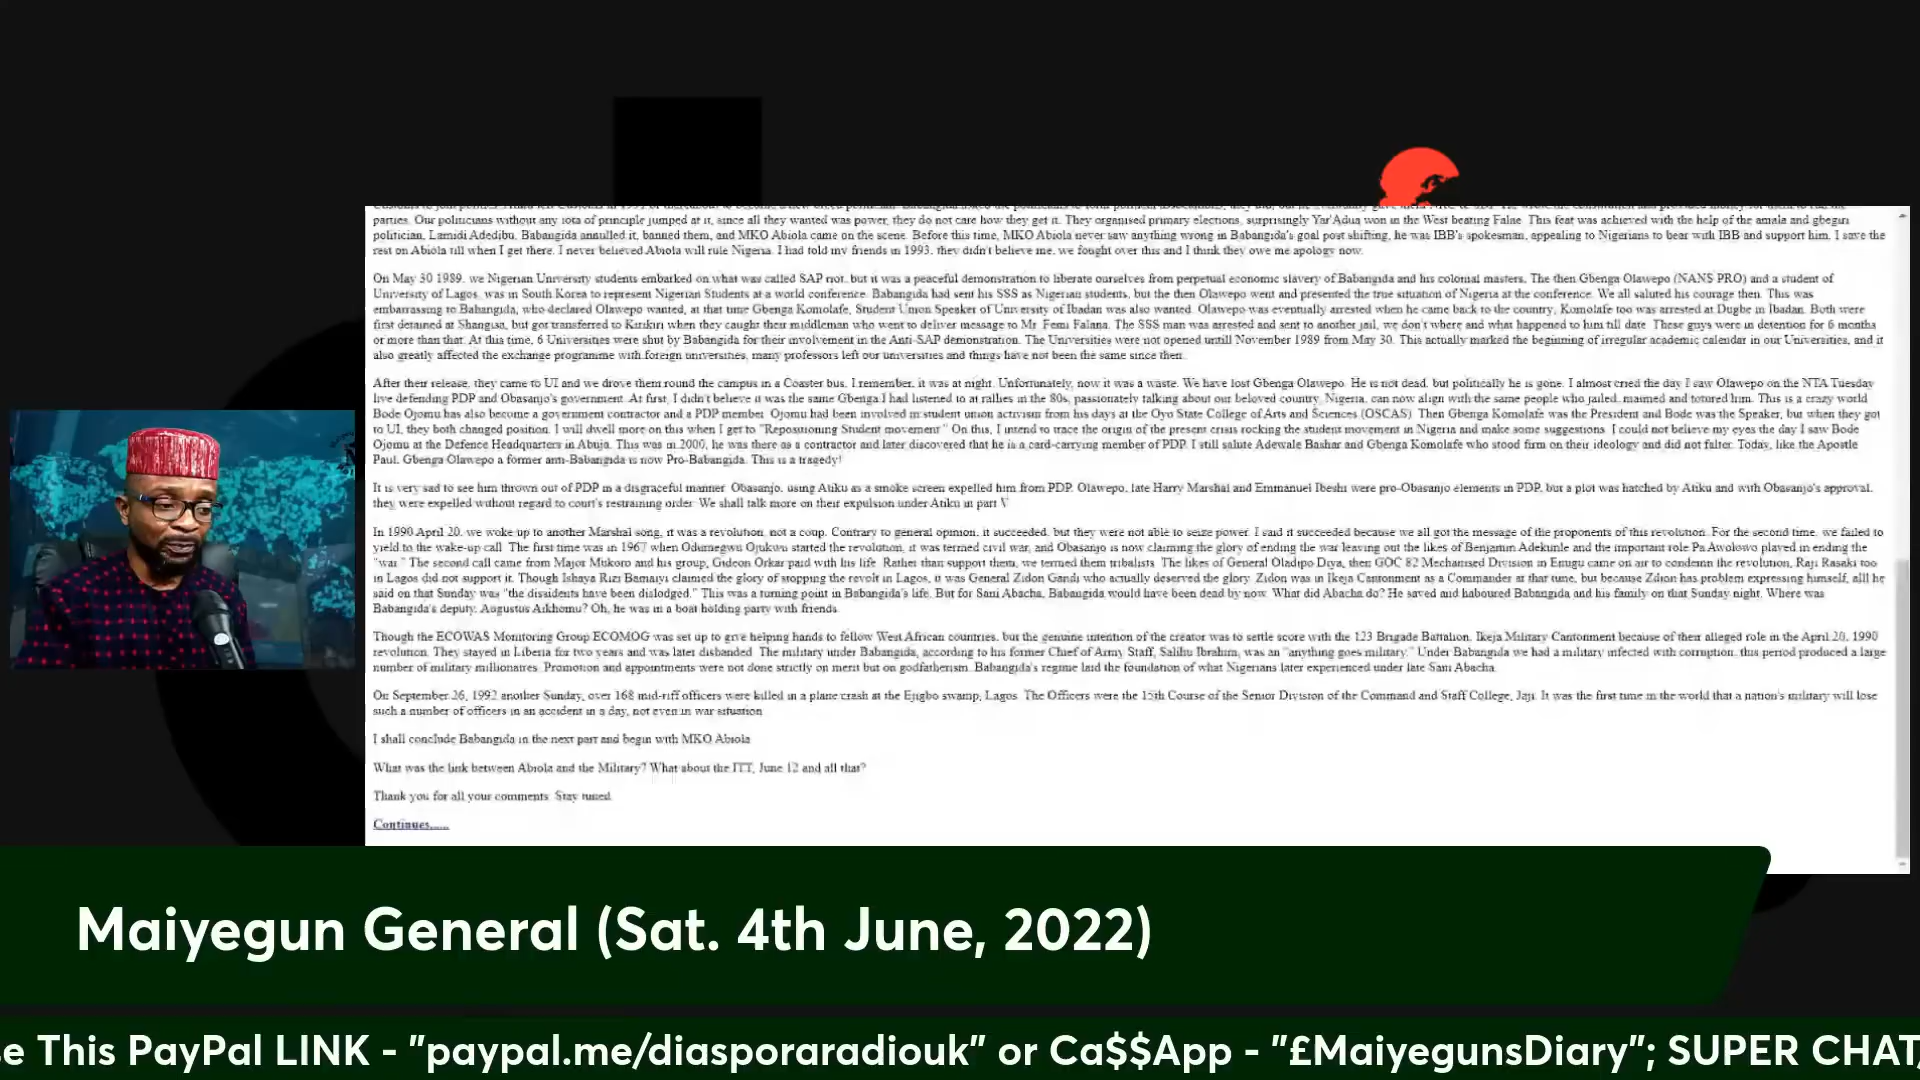 parties. Our politicians without any iota of principle jumped at it, since all they wanted was power, they do not care how they get it. They organised primary elections, surprisingly Yar'Adua won in the West beating Falae. This feat was achieved with the help of the amala and gbegiri
politician, Lamidi Adedibu. Babangida annulled it, banned them, and MKO Abiola came on the scene. Before this time, MKO Abiola never saw anything wrong in Babangida's goal post shifting, he was IBB's spokesman, appealing to Nigerians to bear with IBB and support him. I save the
rest on Abiola till when I get there. I never believed Abiola will rule Nigeria. I had told my friends in 1993, they didn't believe me, we fought over this and I think they owe me apology now.
On May 30 1989, we Nigerian University students embarked on what was called SAP riot, but it was a peaceful demonstration to liberate ourselves from perpetual economic slavery of Babangida and his colonial masters. The then Gbenga Olawepo (NANS PRO) and a student of
University of Lagos, was in South Korea to represent Nigerian Students at a world conference. Babangida had sent his SSS as Nigerian students, but the then Olawepo went and presented the true situation of Nigeria at the conference. We all saluted his courage then. This was
embarrassing to Babangida, who declared Olawepo wanted, at that time Gbenga Komolafe, Student Union Speaker of University of Ibadan was also wanted. Olawepo was eventually arrested when he came back to the country, Komolafe too was arrested at Dugbe in Ibadan. Both were
first detained at Shangisa, but got transferred to Kirikiri when they caught their middleman who went to deliver message to Mr. Femi Falana. The SSS man was arrested and sent to another jail, we don't where and what happened to him till date. These guys were in detention for 6 months
or more than that. At this time, 6 Universities were shut by Babangida for their involvement in the Anti-SAP demonstration. The Universities were not opened untill November 1989 from May 30. This actually marked the beginning of irregular academic calendar in our Universities, and it
also greatly affected the exchange programme with foreign universities, many professors left our universities and things have not been the same since then.
After their release, they came to UI and we drove them round the campus in a Coaster bus. I remember, it was at night. Unfortunately, now it was a waste. We have lost Gbenga Olawepo. He is not dead, but politically he is gone. I almost cried the day I saw Olawepo on the NTA Tuesday
live defending PDP and Obasanjo's government. At first, I didn't believe it was the same Gbenga I had listened to at rallies in the 80s, passionately talking about our beloved country, Nigeria, can now align with the same people who jailed, maimed and totored him. This is a crazy world
Bode Ojomu has also become a government contractor and a PDP member. Ojomu had been involved in student union activism from his days at the Oyo State College of Arts and Sciences (OSCAS). Then Gbenga Komolafe was the President and Bode was the Speaker, but when they got
to UI, they both changed position. I will dwell more on this when I get to "Repositioning Student movement." On this, I intend to trace the origin of the present crisis rocking the student movement in Nigeria and make some suggestions. I could not believe my eyes the day I saw Bode
Ojomu at the Defence Headquarters in Abuja. This was in 2000, he was there as a contractor and later discovered that he is a card-carrying member of PDP. I still salute Adewale Bashar and Gbenga Komolafe who stood firm on their ideology and did not falter. Today, like the Apostle
Paul, Gbenga Olawepo a former anti-Babangida is now Pro-Babangida. This is a tragedy!
It is very sad to see him thrown out of PDP in a disgraceful manner. Obasanjo, using Atiku as a smoke screen expelled him from PDP. Olawepo, late Harry Marshal and Emmanuel Ibeshi were pro-Obasanjo elements in PDP, but a plot was hatched by Atiku and with Obasanjo's approval,
they were expelled without regard to court's restraining order. We shall talk more on their expulsion under Atiku in part V
In 1990 April 20, we woke up to another Marshal song, it was a revolution, not a coup. Contrary to general opinion, it succeeded, but they were not able to seize power. I said it succeeded because we all got the message of the proponents of this revolution. For the second time, we failed to
yield to the wake-up call. The first time was in 1967 when Odumegwu Ojukwu started the revolution, it was termed civil war, and Obasanjo is now claiming the glory of ending the war leaving out the likes of Benjamin Adekunle and the important role Pa Awolowo played in ending the
"war." The second call came from Major Mukoro and his group, Gideon Orkar paid with his life. Rather than support them, we termed them tribalists. The likes of General Oladipo Diya, then GOC 82 Mechanised Division in Enugu came on air to condemn the revolution, Raji Rasaki too
in Lagos did not support it. Though Ishaya Rizi Bamaiyi claimed the glory of stopping the revolt in Lagos, it was General Zidon Gandi who actually deserved the glory. Zidon was in Ikeja Cantonment as a Commander at that time, but because Zdion has problem expressing himself, alll he
said on that Sunday was "the dissidents have been dislodged." This was a turning point in Babangida's life. But for Sani Abacha, Babangida would have been dead by now. What did Abacha do? He saved and haboured Babangida and his family on that Sunday night. Where was
Babangida's deputy, Augustus Aikhomu? Oh, he was in a boat holding party with friends.
Though the ECOWAS Monitoring Group ECOMOG was set up to give helping hands to fellow West African countries, but the genuine intention of the creator was to settle score with the 123 Brigade Battalion, Ikeja Military Cantonment because of their alleged role in the April 20, 1990
revolution. They stayed in Liberia for two years and was later disbanded. The military under Babangida, according to his former Chief of Army Staff, Salihu Ibrahim, was an "anything goes military." Under Babangida we had a military infected with corruption, this period produced a large
number of military millionaires. Promotion and appointments were not done strictly on merit but on godfatherism. Babangida's regime laid the foundation of what Nigerians later experienced under late Sani Abacha.
On September 26, 1992 another Sunday, over 168 mid-riff officers were killed in a plane crash at the Ejigbo swamp, Lagos. The Officers were the 15th Course of the Senior Division of the Command and Staff College, Jaji. It was the first time in the world that a nation's military will lose
such a number of officers in an accident in a day, not even in war situation
I shall conclude Babangida in the next part and begin with MKO Abiola
What was the link between Abiola and the Military? What about the ITT, June 12 and all that?
Thank you for all your comments. Stay tuned.
Continues......
Maiyegun General (Sat. 4th June, 2022)
e This PayPal LINK - "paypal.me/diasporaradiouk" or Ca$$App - "£MaiyegunsDiary"; SUPER CHAT,